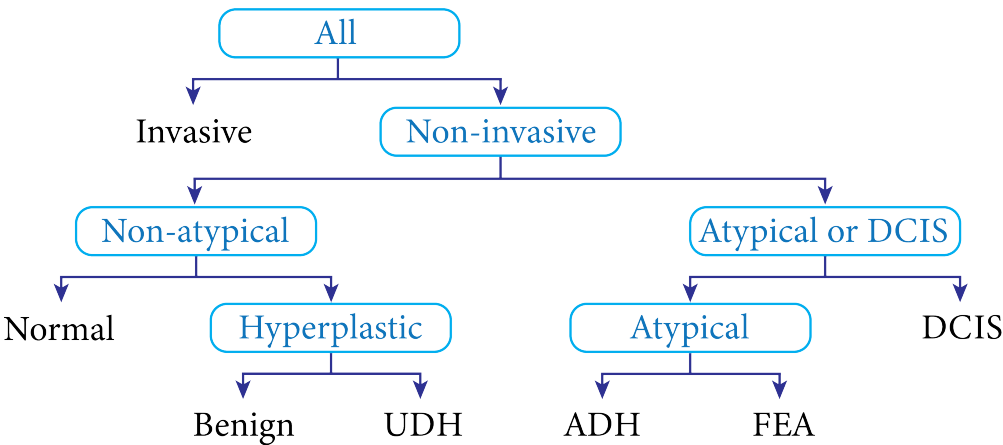 All
Invasive
Non-invasive
Non-atypical
Atypical or DCIS
Normal
Hyperplastic
Atypical
DCIS
Benign
UDH
ADH
FEA